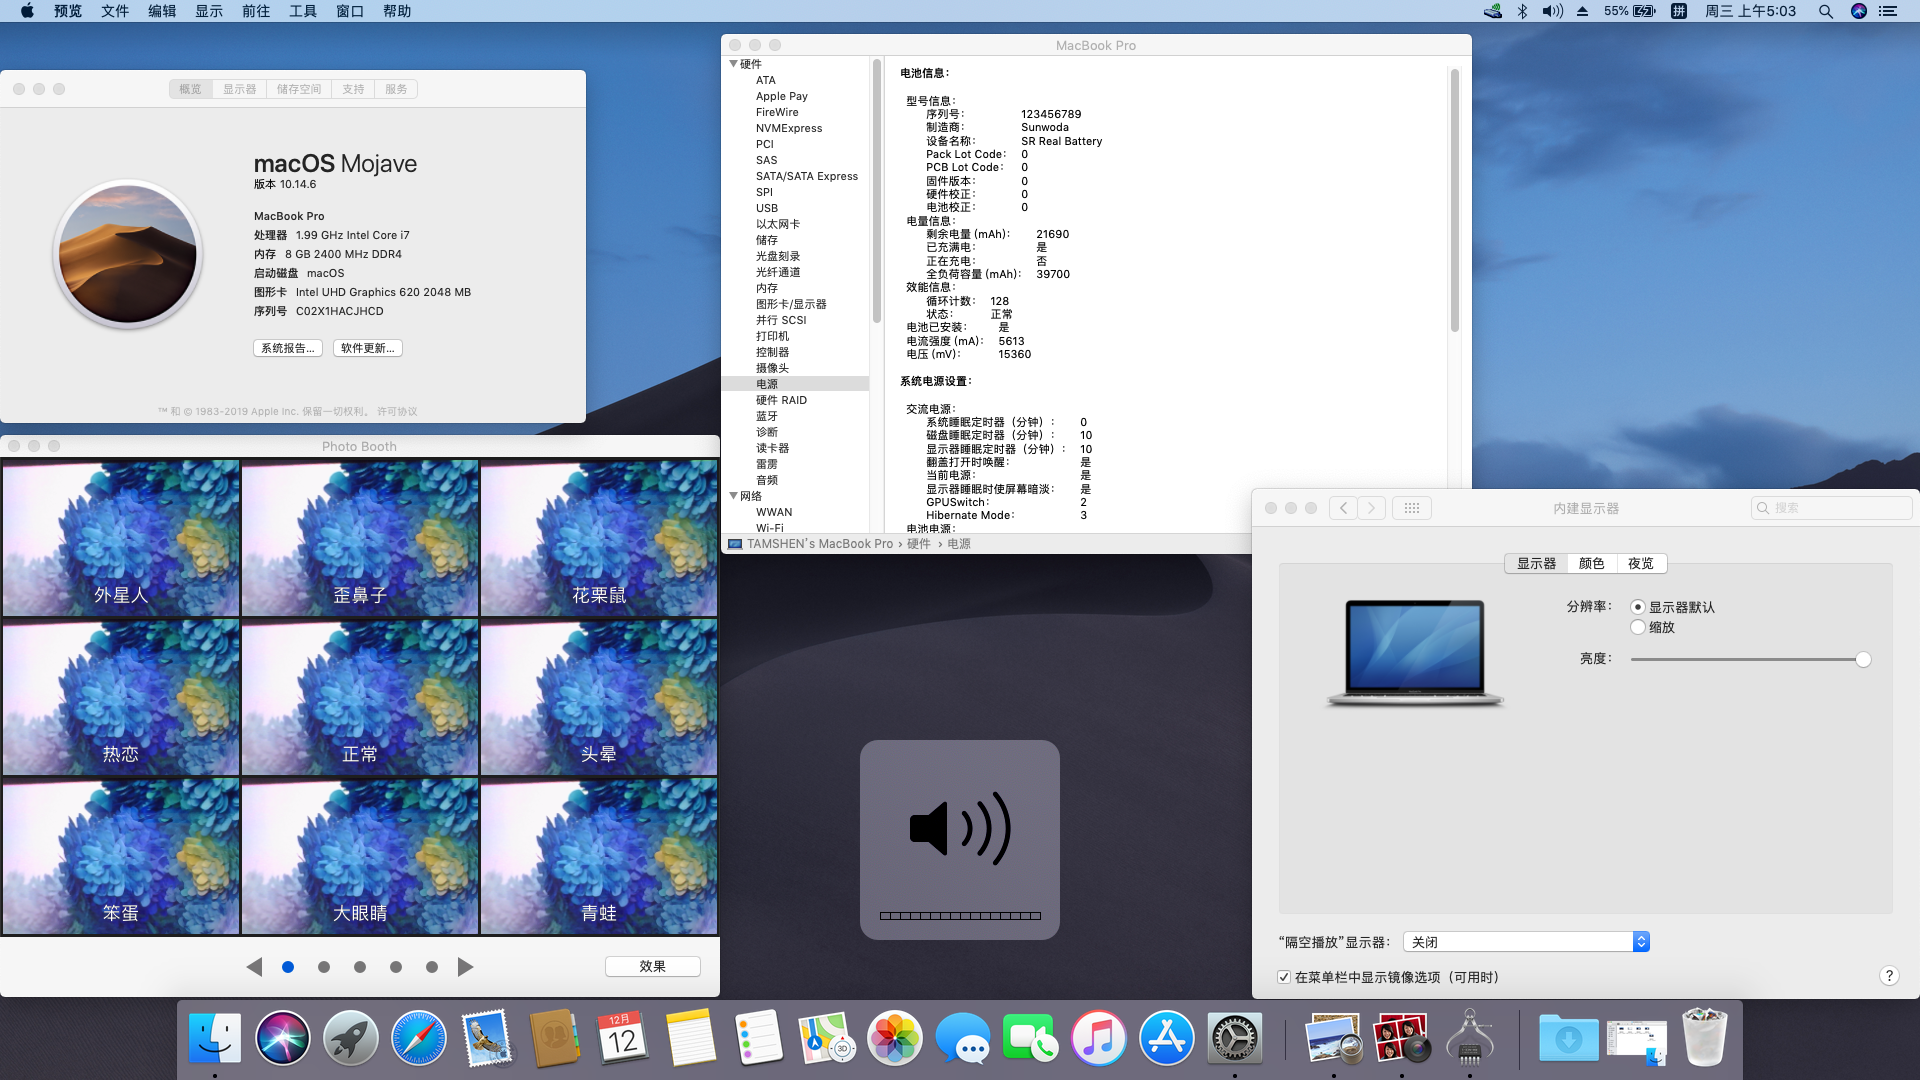 预览 文件 编辑 显示 前往 工具 窗口 帮助
55% 拼 周三 上午5:03
概览 显示器 储存空间 支持 服务
macOS Mojave
版本 10.14.6
MacBook Pro
处理器 1.99 GHz Intel Core i7
内存 8 GB 2400 MHz DDR4
启动磁盘 macOS
图形卡 Intel UHD Graphics 620 2048 MB
序列号 C02X1HACJHCD
系统报告...
软件更新...
™ 和 © 1983-2019 Apple Inc. 保留一切权利。 许可协议
MacBook Pro
硬件
ATA
Apple Pay
FireWire
NVMExpress
PCI
SAS
SATA/SATA Express
SPI
USB
以太网卡
储存
光盘刻录
光纤通道
内存
图形卡/显示器
并行 SCSI
打印机
控制器
摄像头
电源
硬件 RAID
蓝牙
诊断
读卡器
雷雳
音频
网络
WWAN
Wi-Fi
电池信息：
型号信息：
序列号： 123456789
制造商： Sunwoda
设备名称： SR Real Battery
Pack Lot Code： 0
PCB Lot Code： 0
固件版本： 0
硬件校正： 0
电池校正： 0
电量信息：
剩余电量 (mAh)： 21690
已充满电： 是
正在充电： 否
全负荷容量 (mAh)： 39700
效能信息：
循环计数： 128
状态： 正常
电池已安装： 是
电流强度 (mA)： 5613
电压 (mV)： 15360
系统电源设置：
交流电源：
系统睡眠定时器（分钟）： 0
磁盘睡眠定时器（分钟）： 10
显示器睡眠定时器（分钟）： 10
翻盖打开时唤醒： 是
当前电源： 是
显示器睡眠时使屏幕暗淡： 是
GPUSwitch： 2
Hibernate Mode： 3
电池电源：
TAMSHEN's MacBook Pro › 硬件 › 电源
Photo Booth
外星人 歪鼻子 花栗鼠
热恋 正常 头晕
笨蛋 大眼睛 青蛙
效果
内建显示器
搜索
显示器 颜色 夜览
分辨率： 显示器默认
缩放
亮度：
“隔空播放”显示器： 关闭
在菜单栏中显示镜像选项（可用时）
?
12月
12
3D